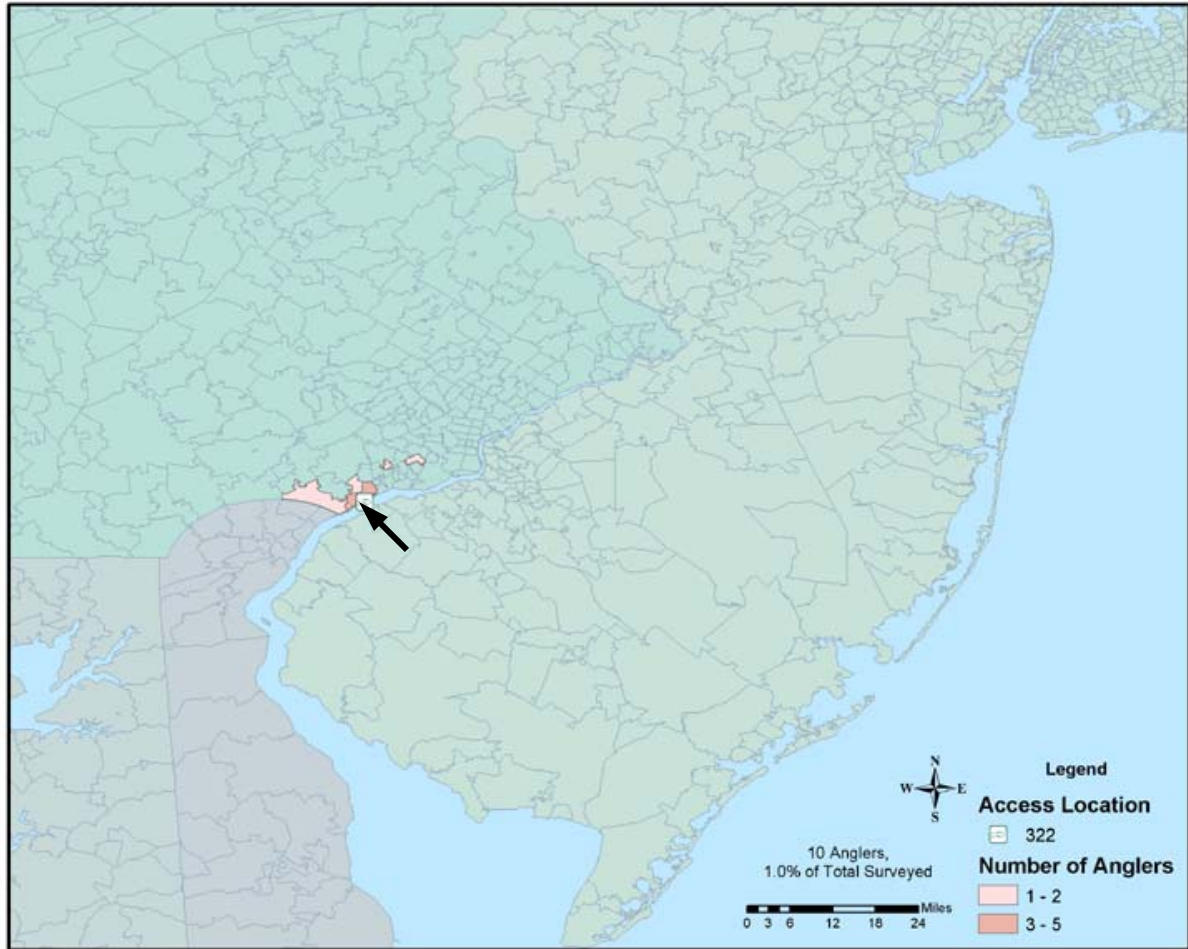 N
W E
S
Legend
Access Location
322
Number of Anglers
1 - 2
3 - 5
10 Anglers,
1.0% of Total Surveyed
Miles
0 3 6 12 18 24